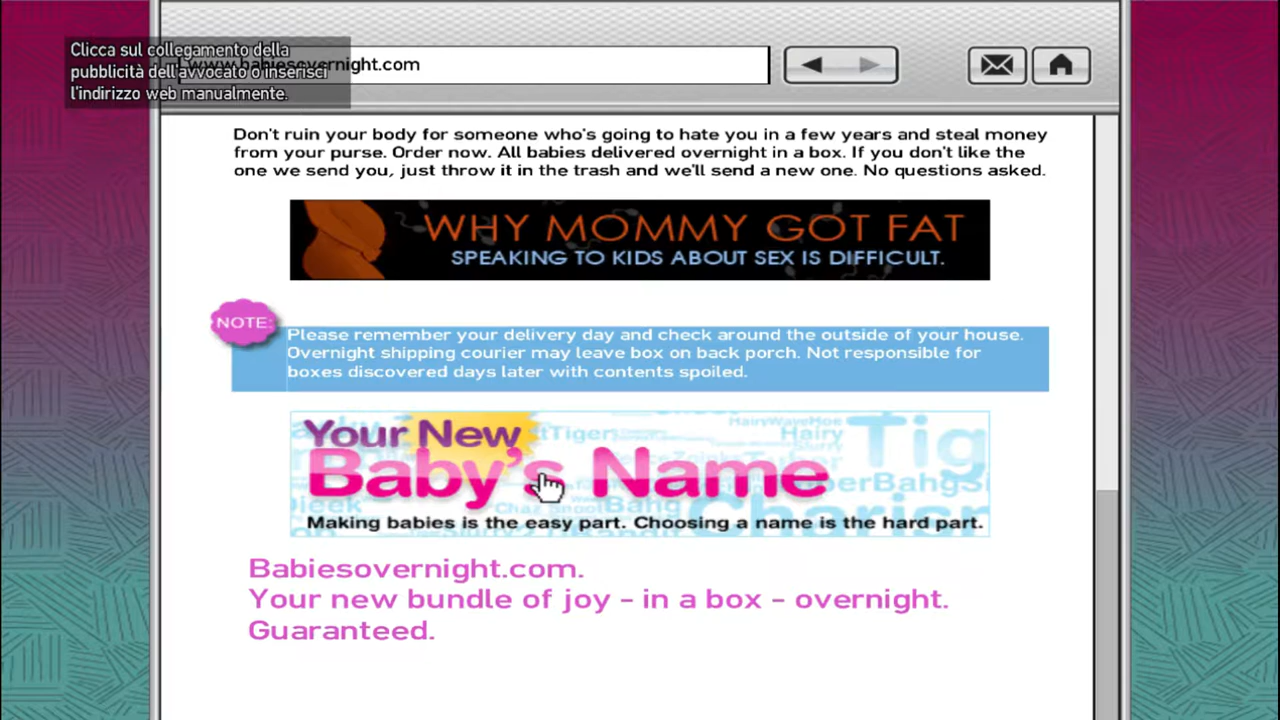 Clicca sul collegamento della
pubblicità dell'avvocato o inserisci
l'indirizzo web manualmente.
www.babiesovernight.com
Don't ruin your body for someone who's going to hate you in a few years and steal money
from your purse. Order now. All babies delivered overnight in a box. If you don't like the
one we send you, just throw it in the trash and we'll send a new one. No questions asked.
WHY MOMMY GOT FAT
SPEAKING TO KIDS ABOUT SEX IS DIFFICULT.
NOTE:
Please remember your delivery day and check around the outside of your house.
Overnight shipping courier may leave box on back porch. Not responsible for
boxes discovered days later with contents spoiled.
Your New
Baby's Name
Making babies is the easy part. Choosing a name is the hard part.
Babiesovernight.com.
Your new bundle of joy - in a box - overnight.
Guaranteed.